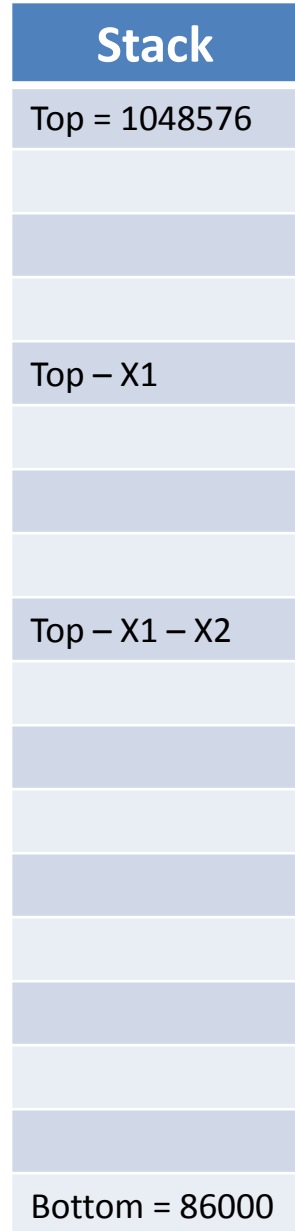 Stack
Top = 1048576
Top – X1
Top – X1 – X2
Bottom = 86000